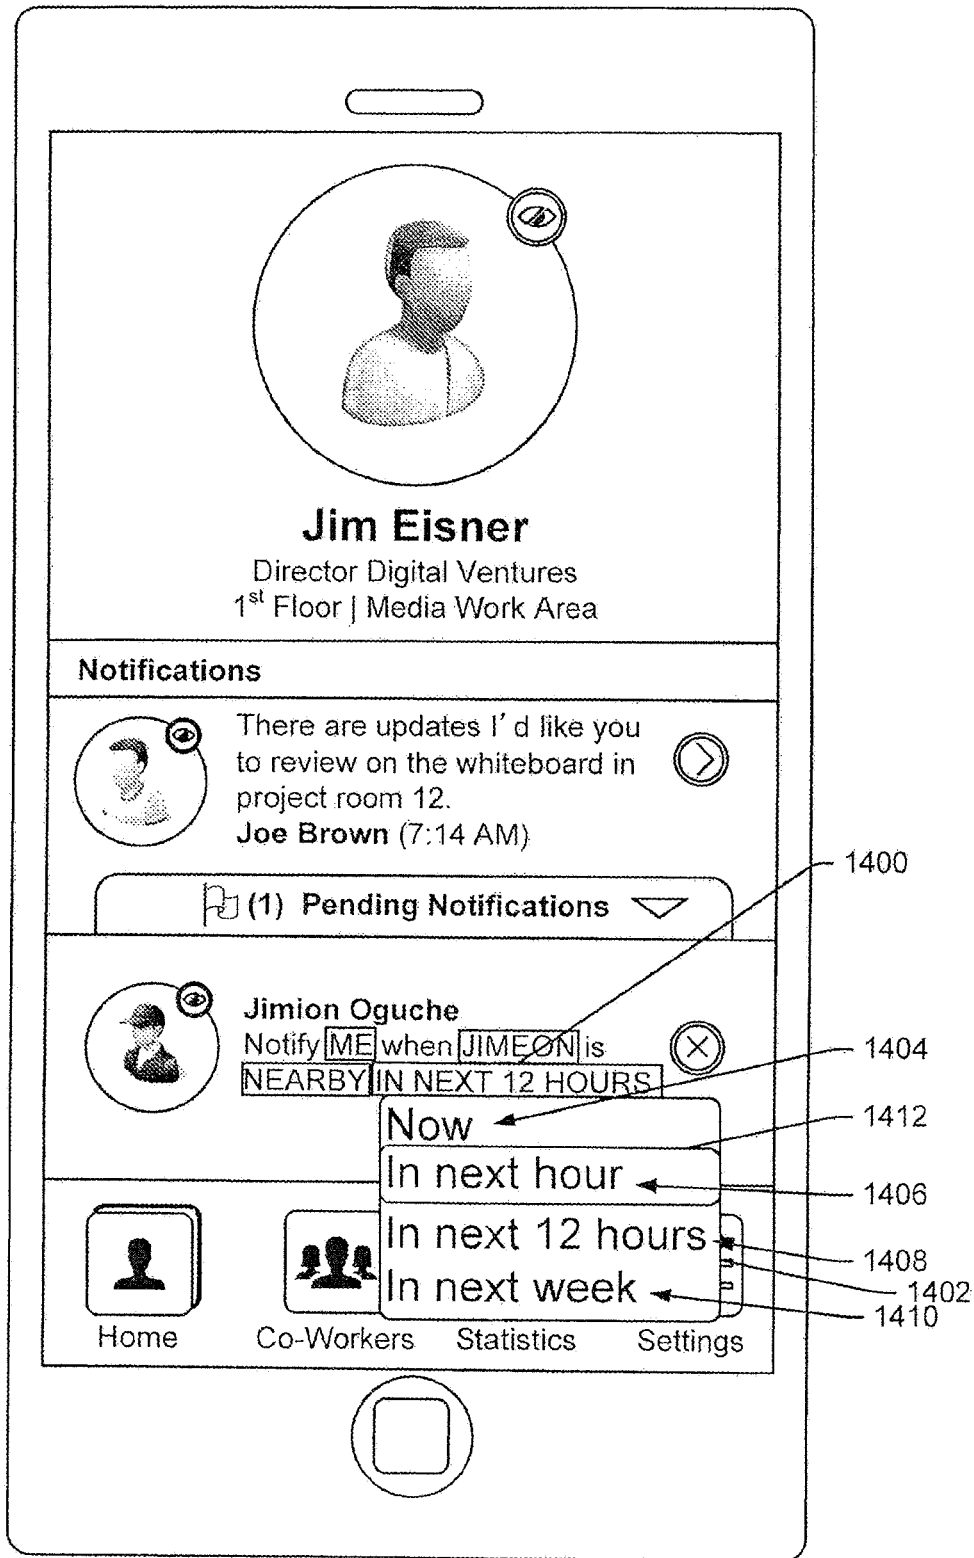 Jim Eisner
Director Digital Ventures
1st Floor | Media Work Area
Notifications
There are updates I'd like you
to review on the whiteboard in
project room 12.
Joe Brown (7:14 AM)
1400
(1) Pending Notifications
Jimion Oguche
Notify ME when JIMEON is
NEARBY IN NEXT 12 HOURS
1404
Now
1412
In next hour
1406
In next 12 hours
1408
1402
In next week
1410
Home
Co-Workers
Statistics
Settings